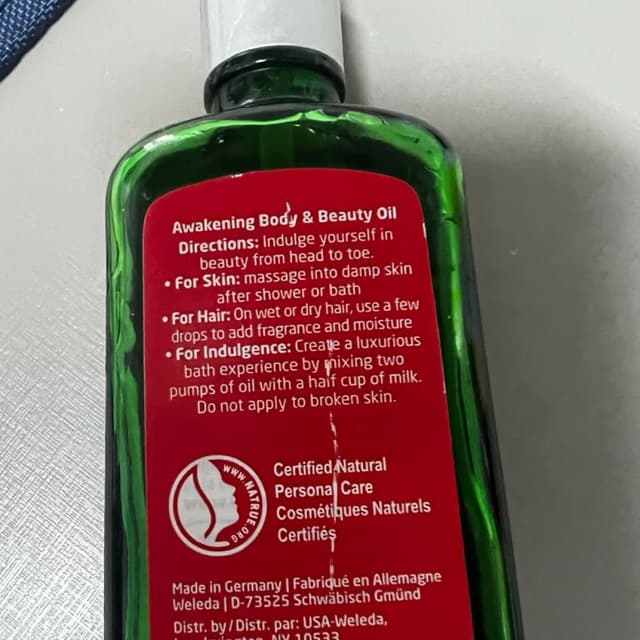 Awakening Body & Beauty Oil
Directions: Indulge yourself in
beauty from head to toe.
• For Skin: massage into damp skin
after shower or bath
• For Hair: On wet or dry hair, use a few
drops to add fragrance and moisture
• For Indulgence: Create a luxurious
bath experience by mixing two
pumps of oil with a half cup of milk.
Do not apply to broken skin.
WWW.NATRUE.ORG
Certified Natural
Personal Care
Cosmétiques Naturels
Certifiés
Made in Germany | Fabriqué en Allemagne
Weleda | D-73525 Schwäbisch Gmünd
Distr. by/Distr. par: USA-Weleda,
NY 10533